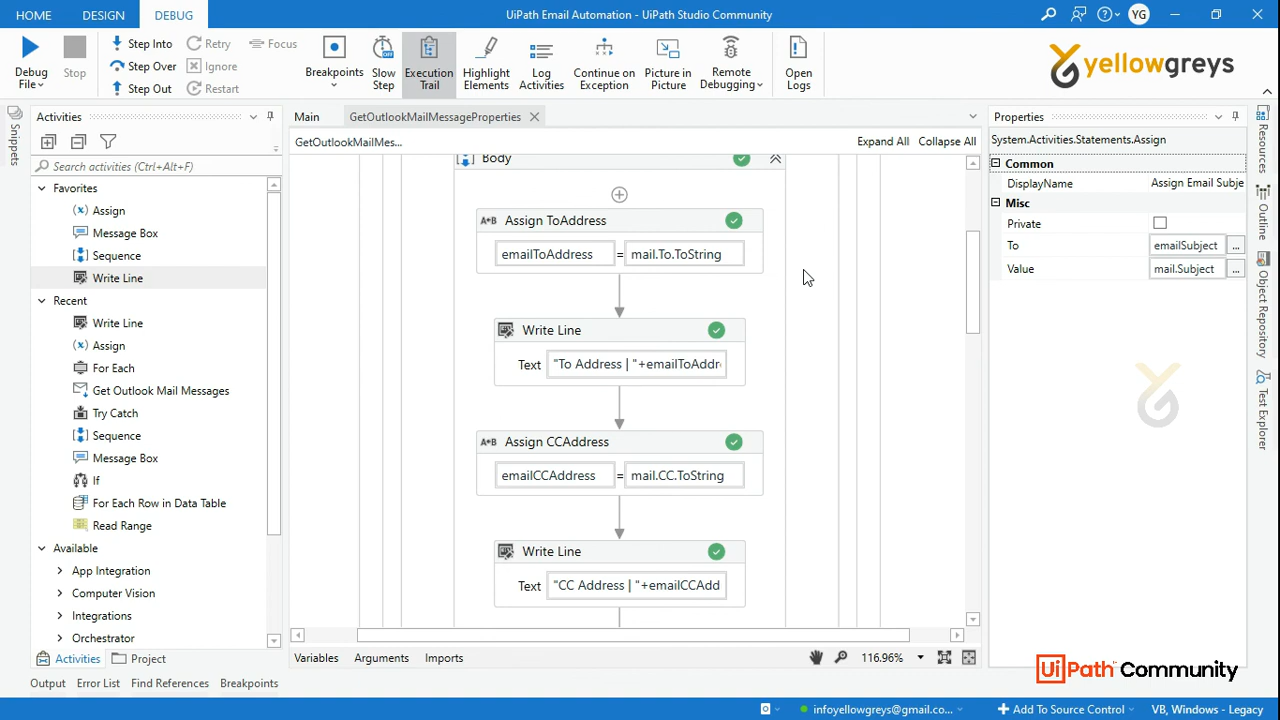 HOME DESIGN DEBUG UiPath Email Automation - UiPath Studio Community YG
Debug File
Stop
Step Into
Step Over
Step Out
Retry
Ignore
Restart
Focus
Breakpoints
Slow Step
Execution Trail
Highlight Elements
Log Activities
Continue on Exception
Picture in Picture
Remote Debugging
Open Logs
yellowgreys
Snippets
Activities
Search activities (Ctrl+Alt+F)
Favorites
Assign
Message Box
Sequence
Write Line
Recent
Write Line
Assign
For Each
Get Outlook Mail Messages
Try Catch
Sequence
Message Box
If
For Each Row in Data Table
Read Range
Available
App Integration
Computer Vision
Integrations
Orchestrator
Activities Project
Main GetOutlookMailMessageProperties
GetOutlookMailMes... Expand All Collapse All
Body
A*B Assign ToAddress
emailToAddress = mail.To.ToString
Write Line
Text "To Address | "+emailToAddr
A*B Assign CCAddress
emailCCAddress = mail.CC.ToString
Write Line
Text "CC Address | "+emailCCAdd
Variables Arguments Imports 116.96%
Properties
System.Activities.Statements.Assign
Common
DisplayName Assign Email Subje
Misc
Private
To emailSubject ...
Value mail.Subject ...
Resources
Outline
Object Repository
Test Explorer
UiPath Community
Output Error List Find References Breakpoints
infoyellowgreys@gmail.co... Add To Source Control VB, Windows - Legacy